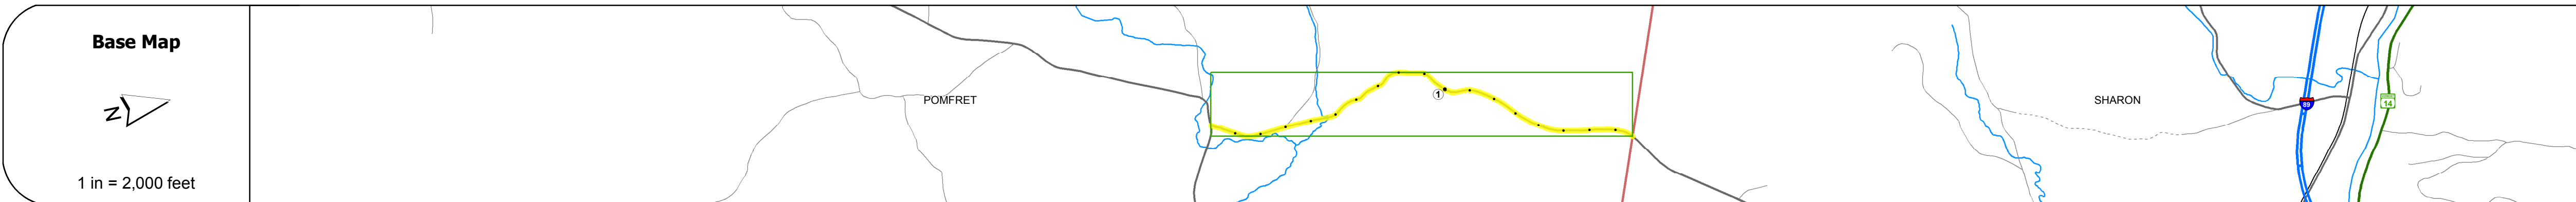 Base Map
N
1 in = 2,000 feet
POMFRET
1
SHARON
89
14